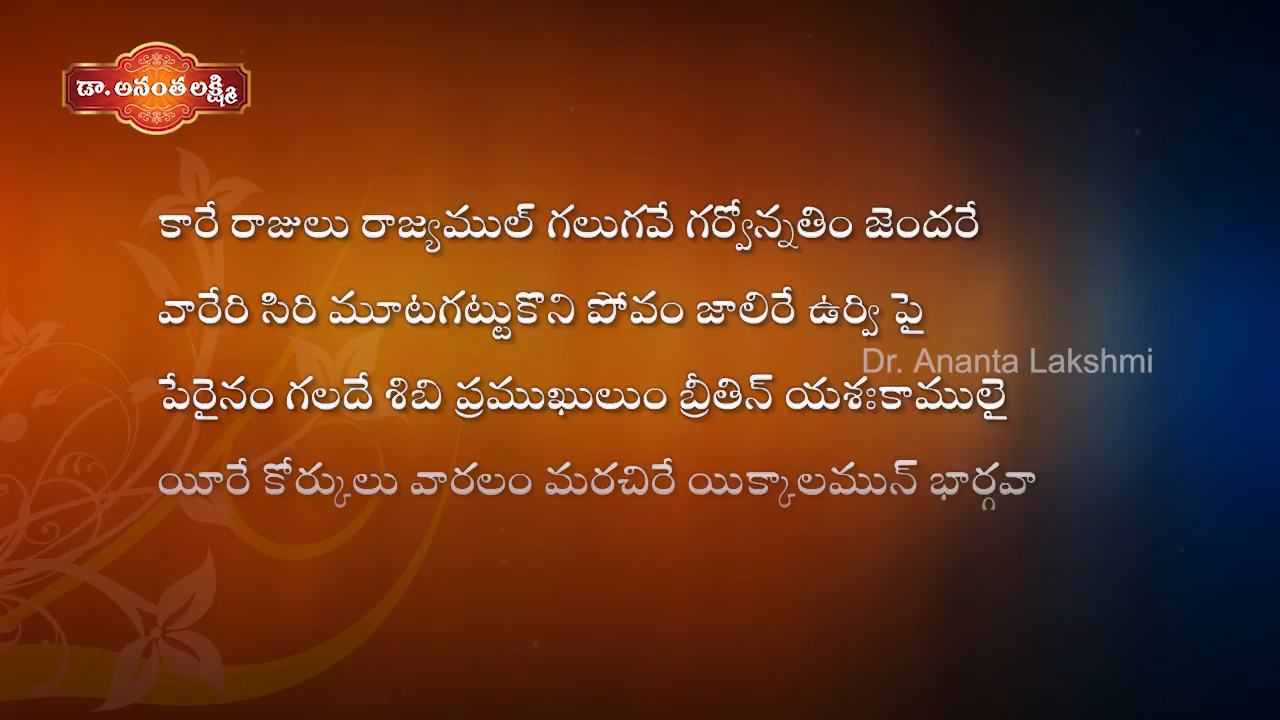 డా. అనంత లక్ష్మి
కారే రాజులు రాజ్యముల్ గలుగవే గర్వోన్నతిం జెందరే
వారేరి సిరి మూటగట్టుకొని పోవం జాలిరే ఉర్వి పై
Dr. Ananta Lakshmi
పేరైనం గలదే శిబి ప్రముఖులుం బ్రీతిన్ యశఃకాములై
యీరే కోర్కులు వారలం మరచిరే యిక్కాలమున్ భార్గవా